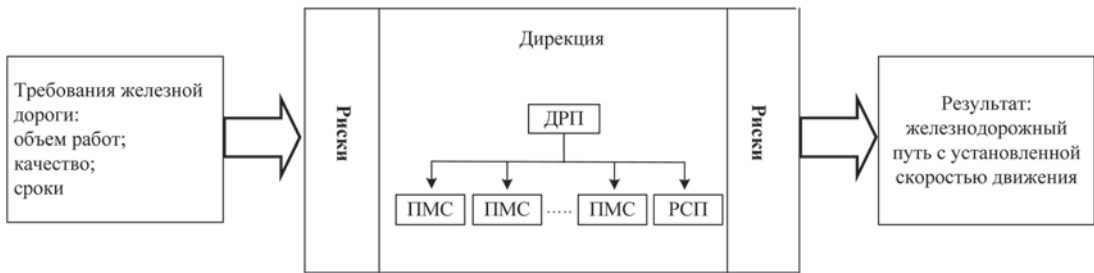 Требования железной
дороги:
объем работ;
качество;
сроки
Риски
Дирекция
ДРП
ПМС
ПМС
.....
ПМС
РСП
Риски
Результат:
железнодорожный
путь с установленной
скоростью движения